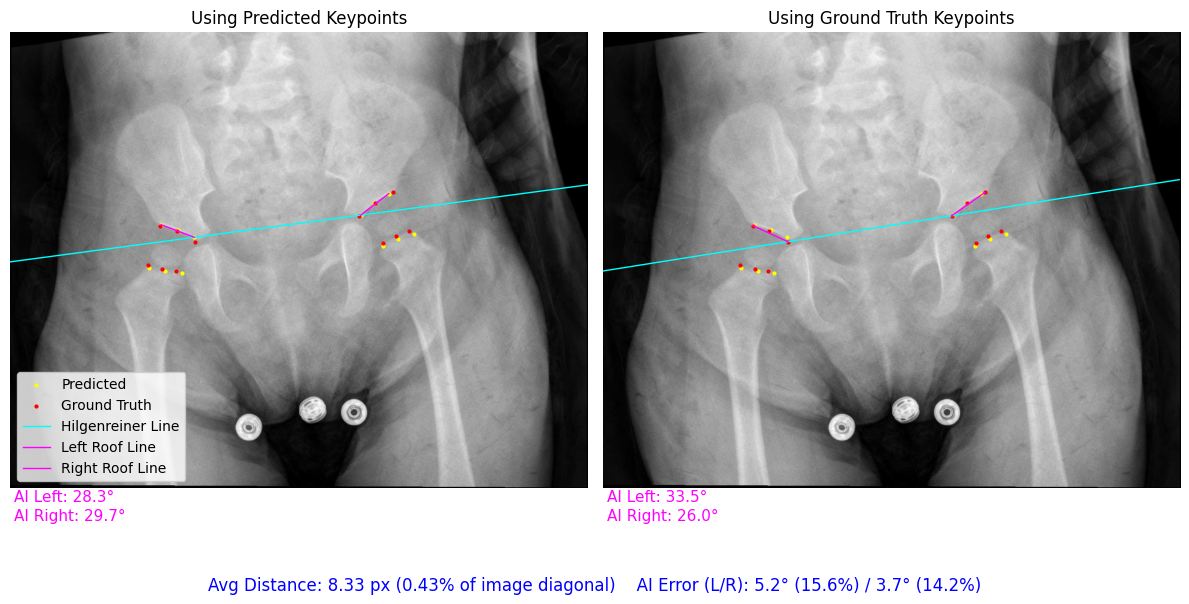 Using Predicted Keypoints
Using Ground Truth Keypoints
Predicted
Ground Truth
Hilgenreiner Line
Left Roof Line
Right Roof Line
AI Left: 28.3°
AI Right: 29.7°
AI Left: 33.5°
AI Right: 26.0°
Avg Distance: 8.33 px (0.43% of image diagonal)    AI Error (L/R): 5.2° (15.6%) / 3.7° (14.2%)